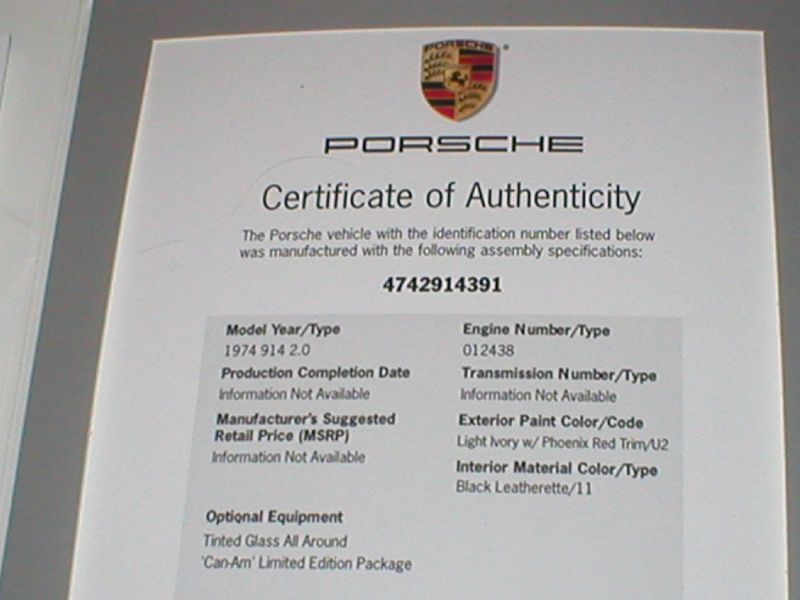 PORSCHE
PORSCHE
Certificate of Authenticity
The Porsche vehicle with the identification number listed below
was manufactured with the following assembly specifications:
4742914391
Model Year/Type
1974 914 2.0
Production Completion Date
Information Not Available
Manufacturer's Suggested
Retail Price (MSRP)
Information Not Available
Engine Number/Type
012438
Transmission Number/Type
Information Not Available
Exterior Paint Color/Code
Light Ivory w/ Phoenix Red Trim/U2
Interior Material Color/Type
Black Leatherette/11
Optional Equipment
Tinted Glass All Around
'Can-Am' Limited Edition Package